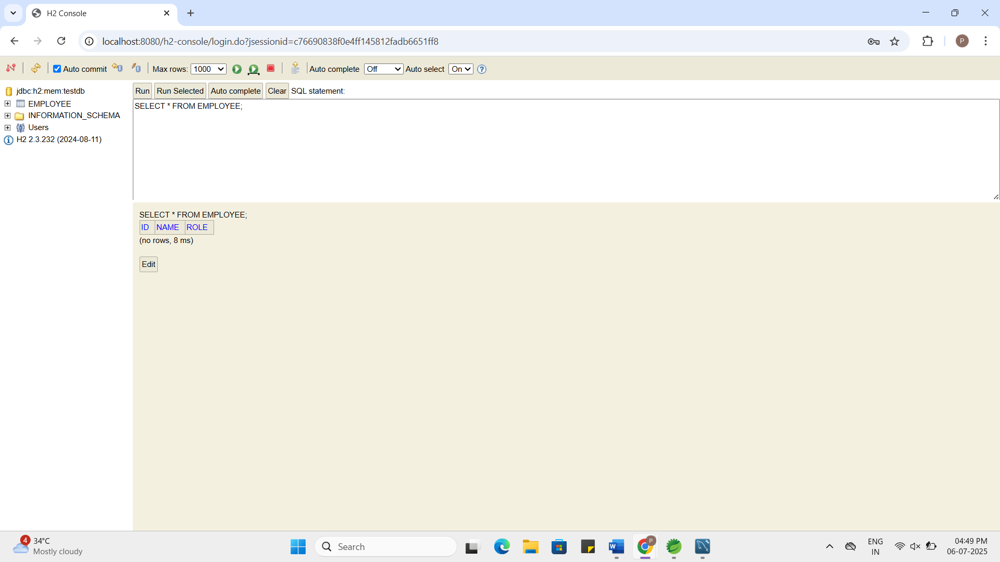 H2 Console
localhost:8080/h2-console/login.do?jsessionid=c76690838f0e4ff145812fadb6651ff8
P
Auto commit Max rows: 1000 Auto complete Off Auto select On ?
jdbc:h2:mem:testdb
EMPLOYEE
INFORMATION_SCHEMA
Users
H2 2.3.232 (2024-08-11)
Run Run Selected Auto complete Clear SQL statement:
SELECT * FROM EMPLOYEE;
SELECT * FROM EMPLOYEE;
ID NAME ROLE
(no rows, 8 ms)
Edit
4
34°C
Mostly cloudy
Search
W
P
ENG
IN
04:49 PM
06-07-2025